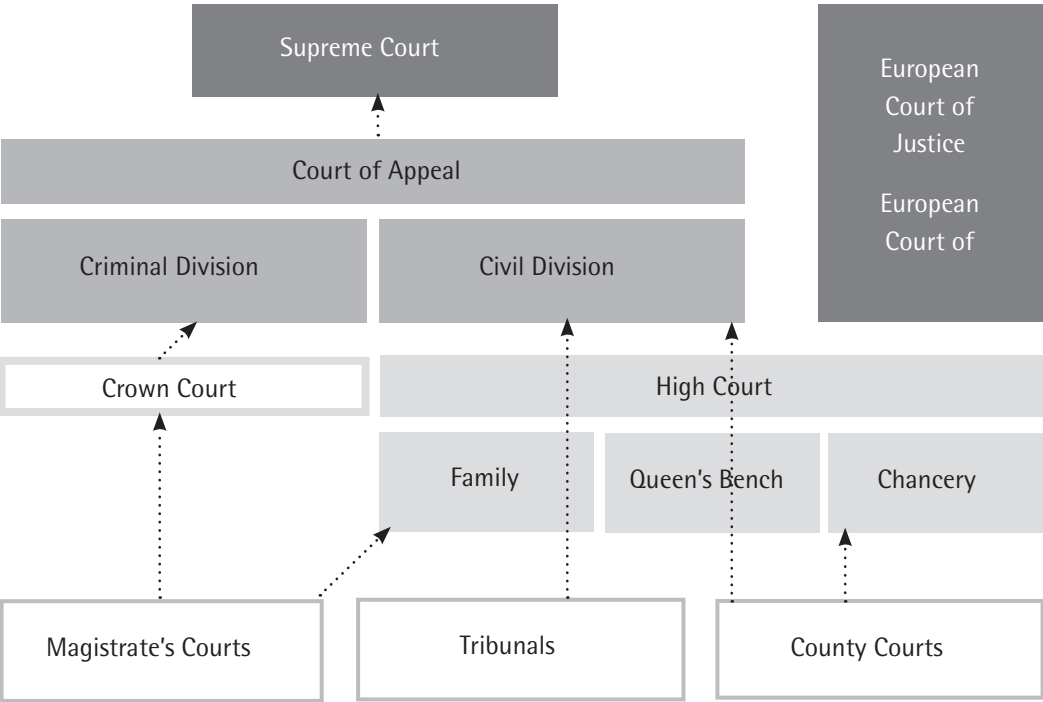 Supreme Court
European
Court of
Justice
European
Court of
Court of Appeal
Criminal Division
Civil Division
Crown Court
High Court
Family
Queen's Bench
Chancery
Magistrate's Courts
Tribunals
County Courts